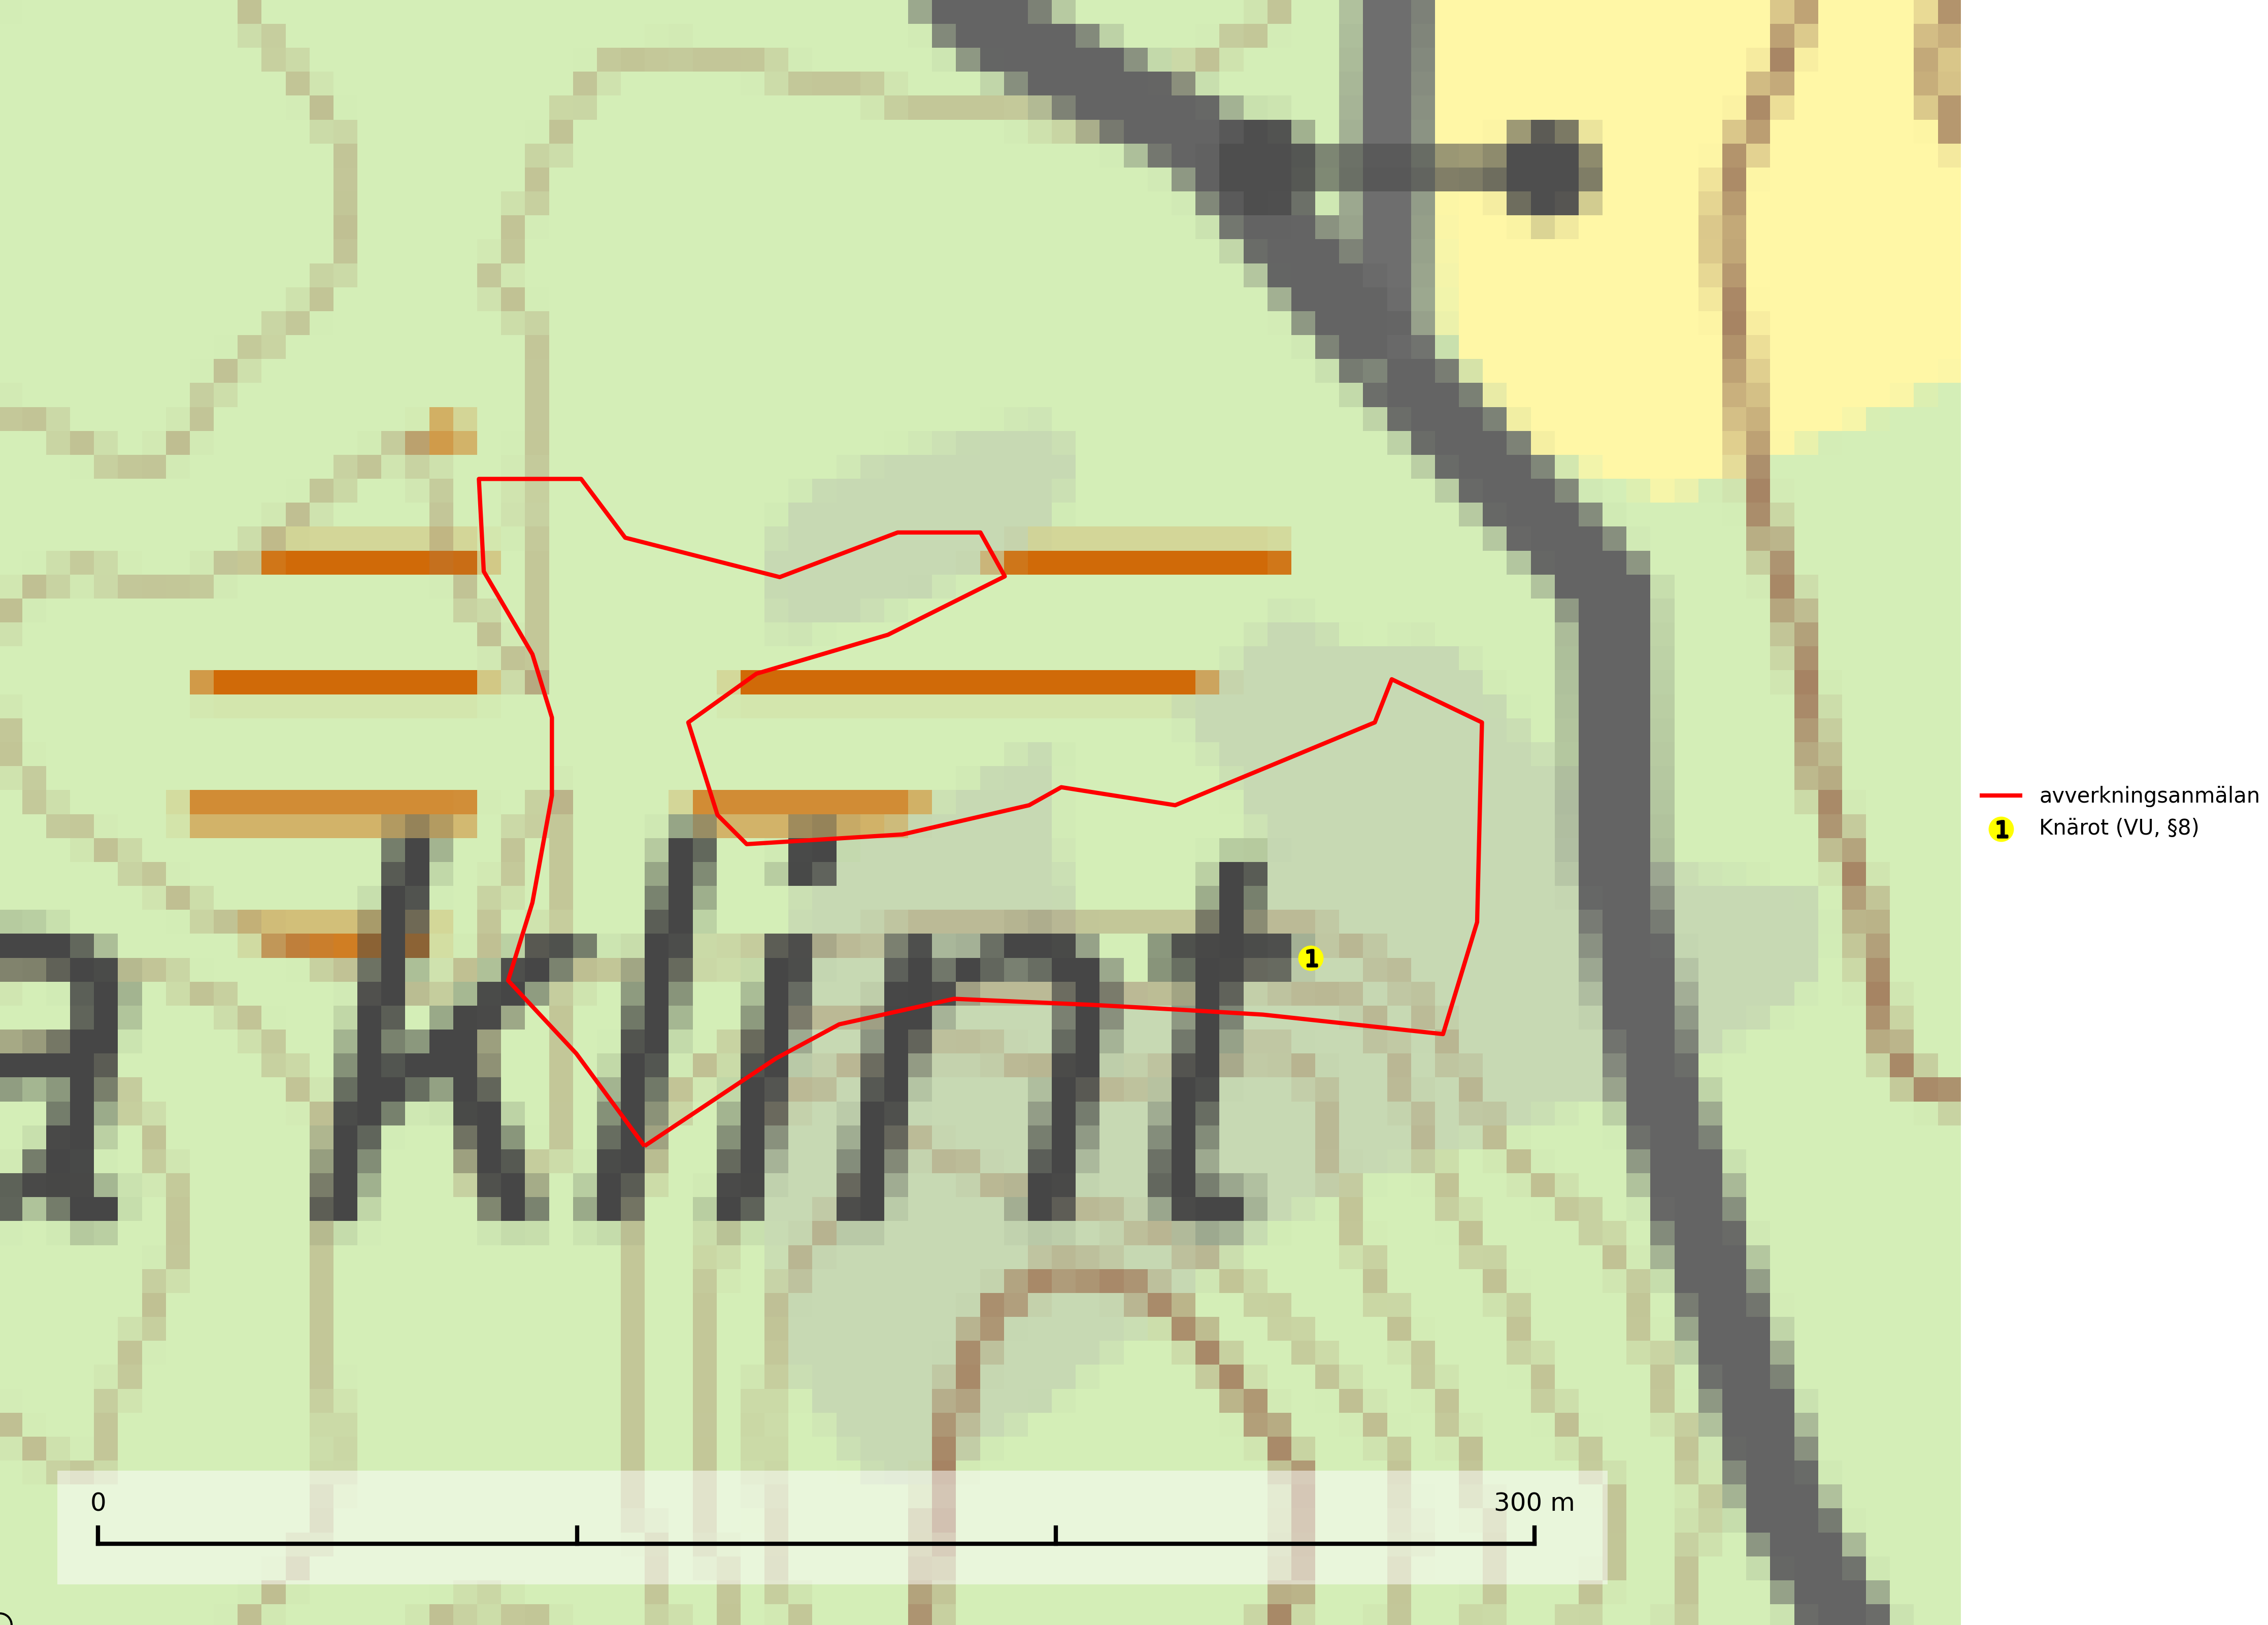 avverkningsanmälan
1 Knärot (VU, §8)
1
0 300 m